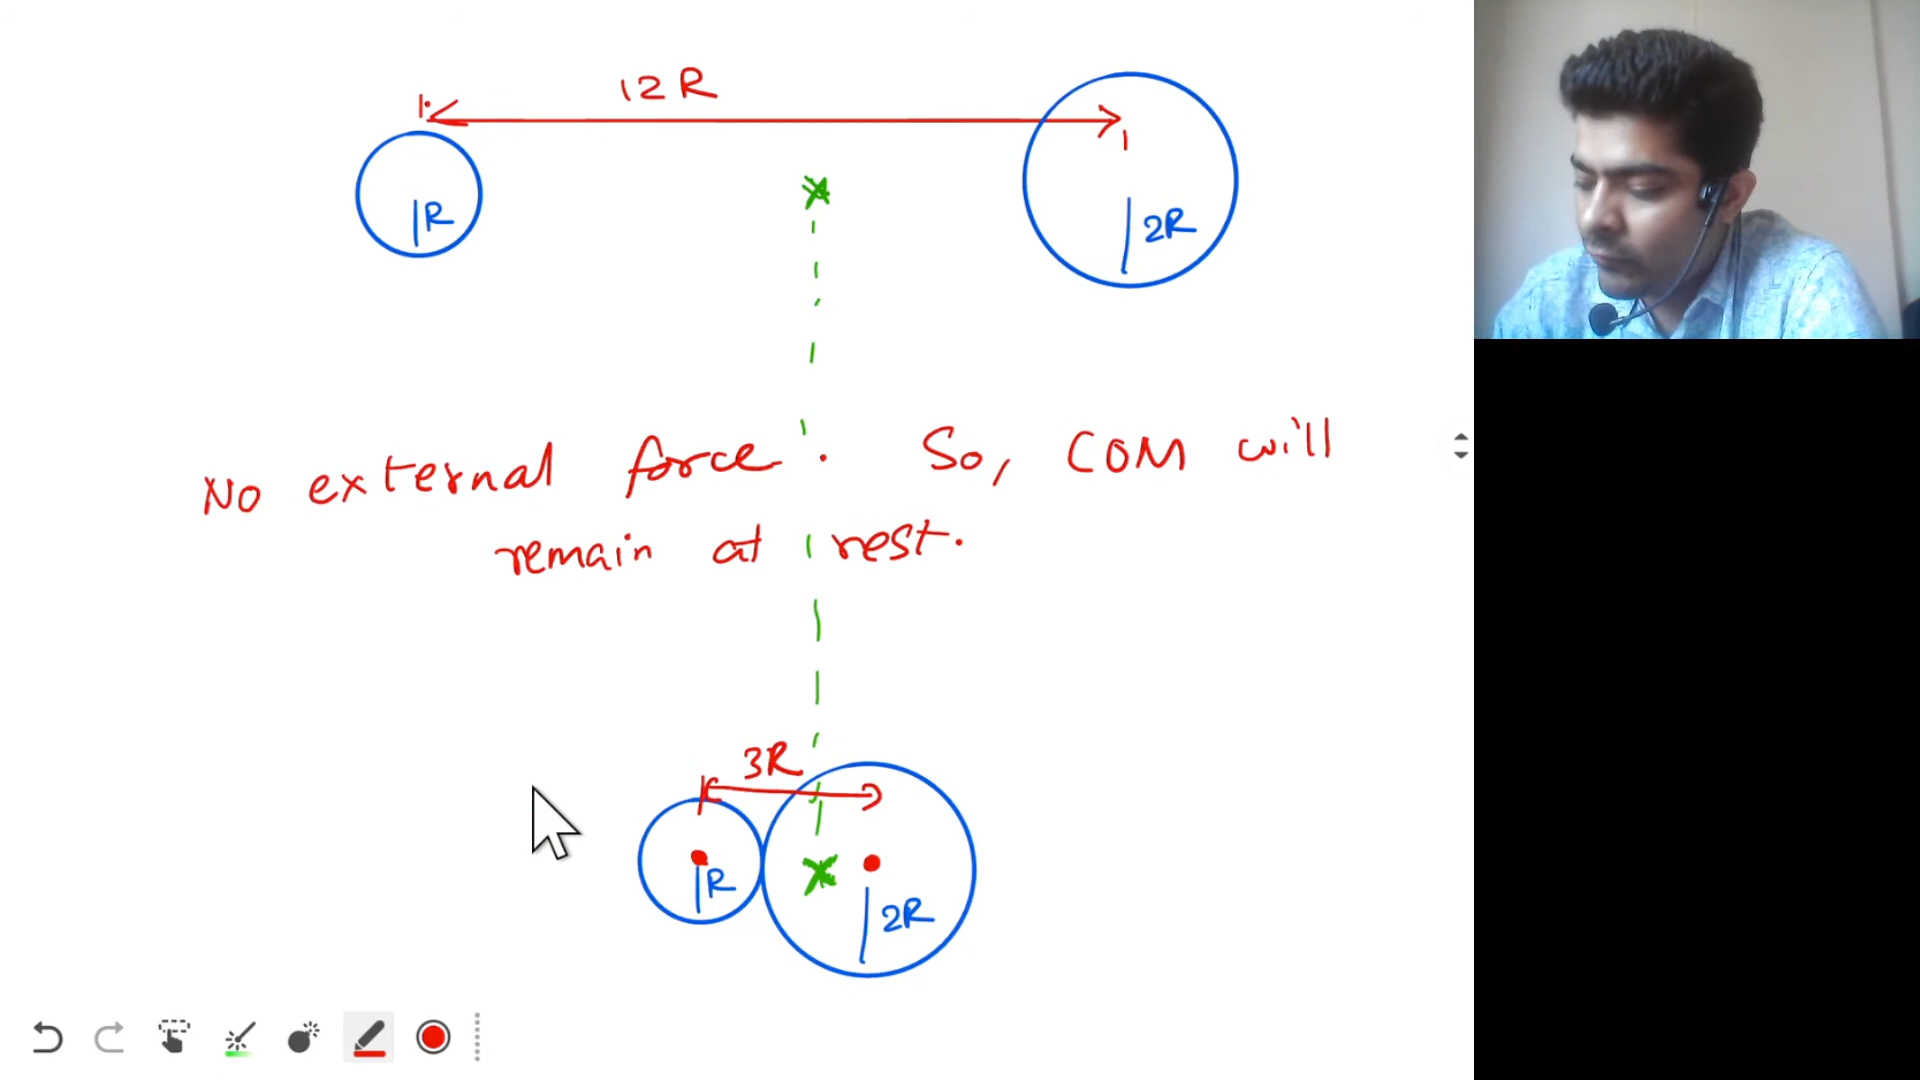 12R
R
2R
No external force. So, COM will
remain at rest.
3R
R
2R